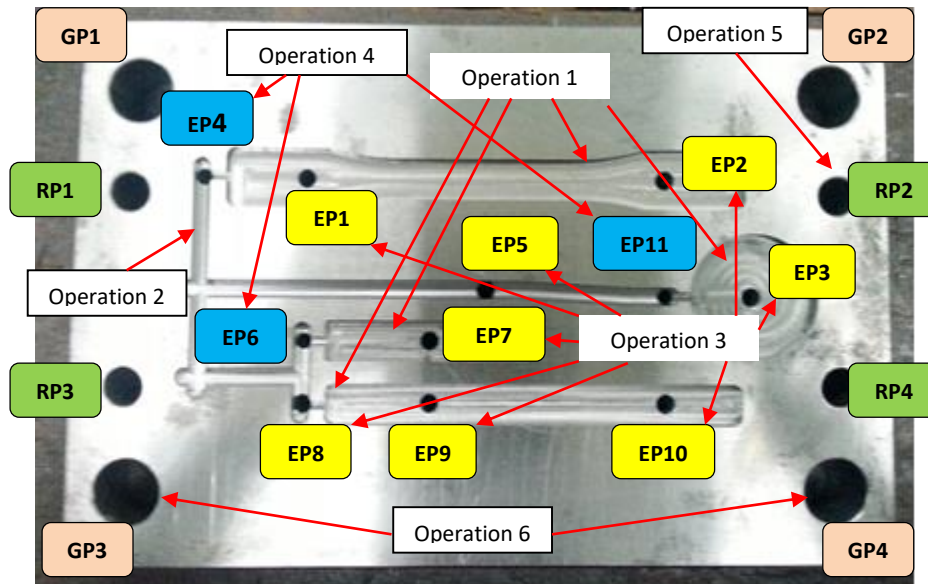 GP1
GP2
Operation 5
Operation 4
Operation 1
EP4
EP2
RP1
RP2
EP1
EP5
EP11
EP3
Operation 2
EP6
EP7
Operation 3
RP3
RP4
EP8
EP9
EP10
Operation 6
GP3
GP4